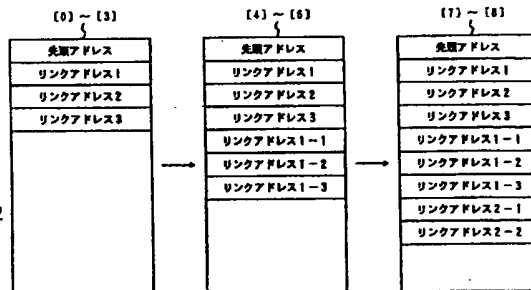 [0]~[3]
先頭アドレス
リンクアドレス1
リンクアドレス2
リンクアドレス3
[4]~[6]
先頭アドレス
リンクアドレス1
リンクアドレス2
リンクアドレス3
リンクアドレス1-1
リンクアドレス1-2
リンクアドレス1-3
[7]~[8]
先頭アドレス
リンクアドレス1
リンクアドレス2
リンクアドレス3
リンクアドレス1-1
リンクアドレス1-2
リンクアドレス1-3
リンクアドレス2-1
リンクアドレス2-2
2